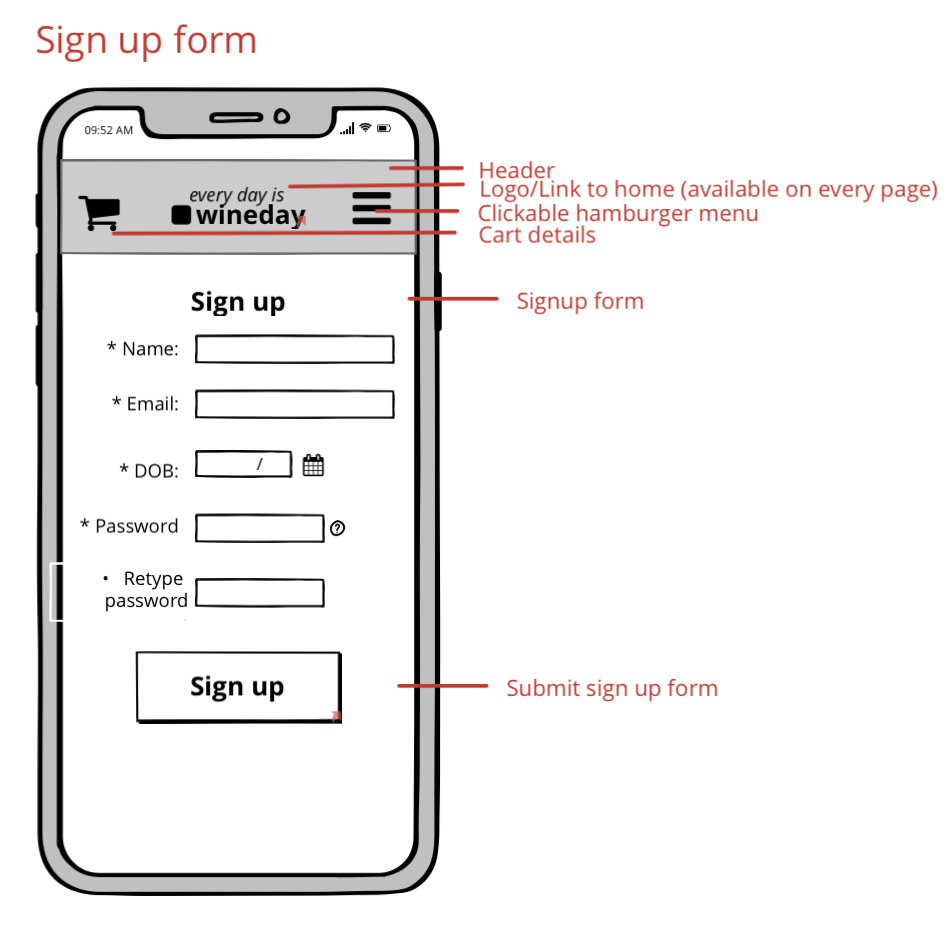 Sign up form
09:52 AM
Header
every day is
Logo/Link to home (available on every page)
wineday
Clickable hamburger menu
Cart details
Sign up
Signup form
* Name:
* Email:
* DOB:
/
* Password
?
• Retype
password
Sign up
Submit sign up form